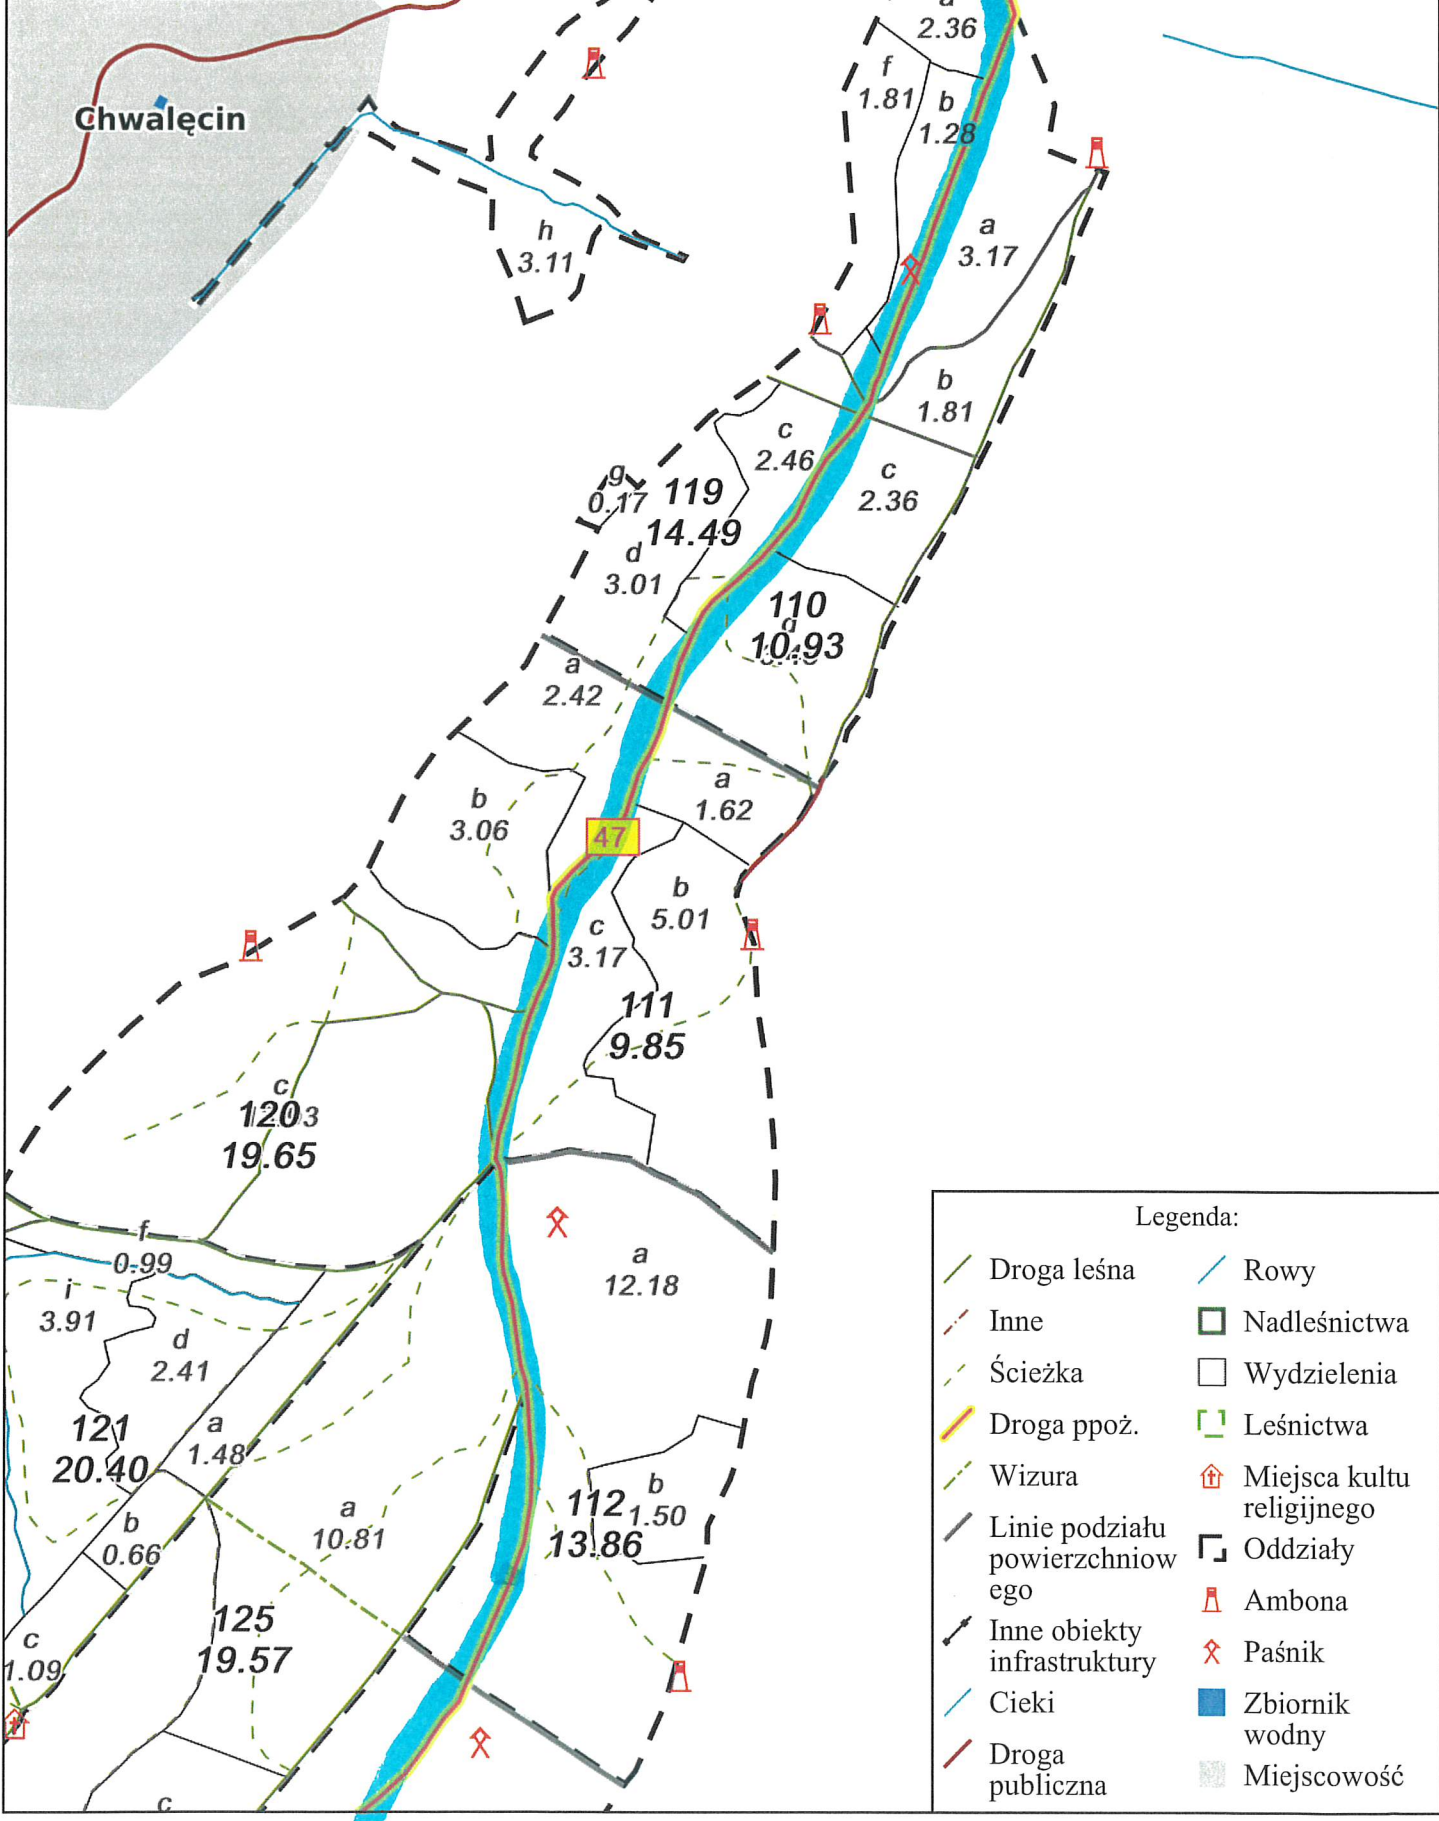 a
2.36
f
1.81
b
1.28
Chwalęcin
a
3.17
h
3.11
b
1.81
c
2.46
c
2.36
g
0.17
119
14.49
d
3.01
110
10.93
a
2.42
a
1.62
b
3.06
47
b
5.01
c
3.17
111
9.85
c
120
19.65
f
0.99
a
12.18
i
3.91
d
2.41
121
20.40
a
1.48
a
10.81
b
1.50
112
13.86
b
0.66
125
19.57
c
1.09
c
Legenda:
Droga leśna
Inne
Ścieżka
Droga ppoż.
Wizura
Linie podziału
powierzchniow
ego
Inne obiekty
infrastruktury
Cieki
Droga
publiczna
Rowy
Nadleśnictwa
Wydzielenia
Leśnictwa
Miejsca kultu
religijnego
Oddziały
Ambona
Paśnik
Zbiornik
wodny
Miejscowość